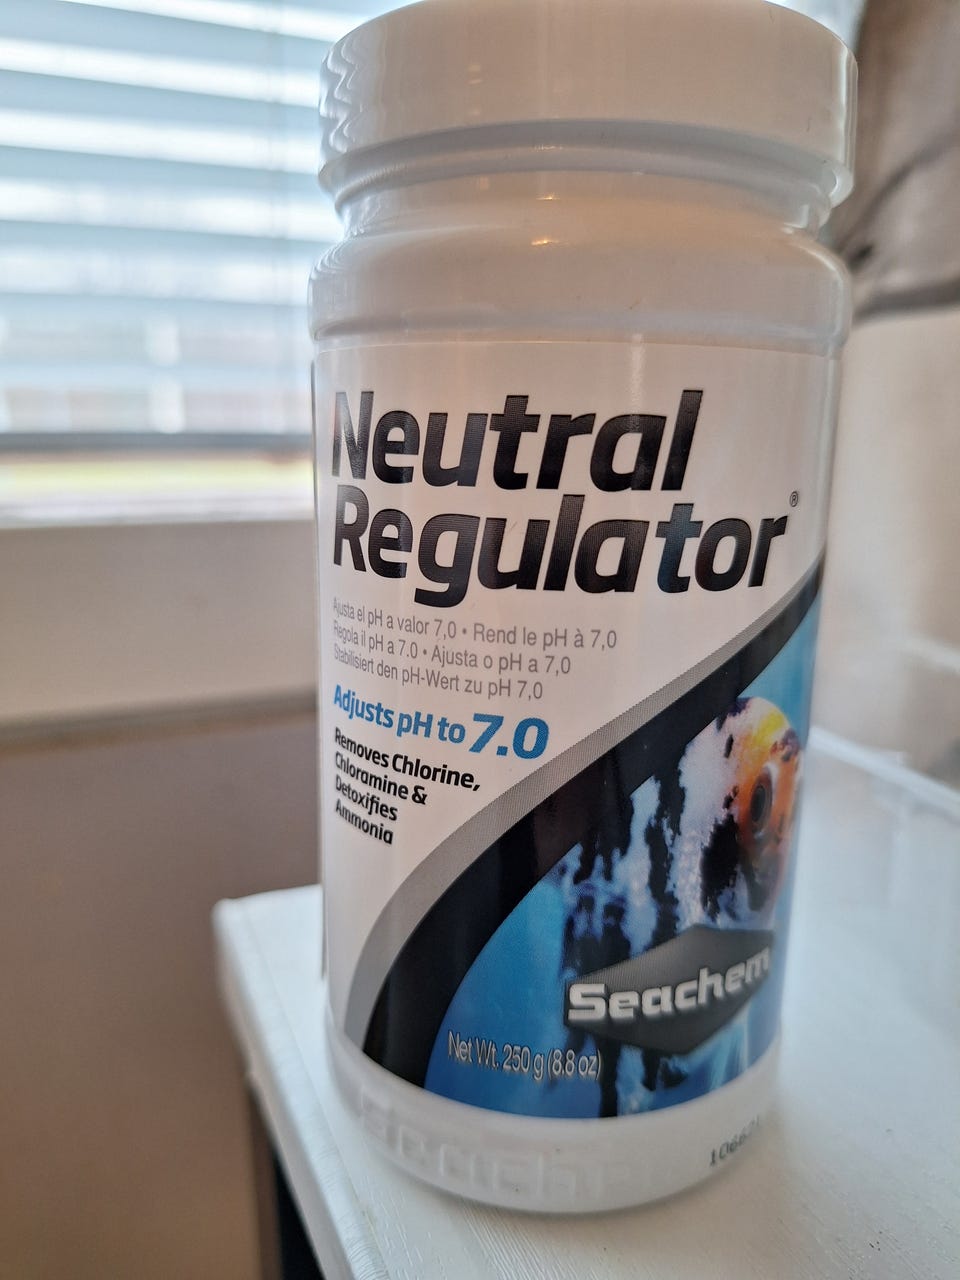 Neutral
Regulator®
Ajusta el pH a valor 7,0 • Rend le pH à 7,0
Regola il pH a 7.0 • Ajusta o pH a 7,0
Stabilisiert den pH-Wert zu pH 7,0
Adjusts pH to 7.0
Removes Chlorine,
Chloramine &
Detoxifies
Ammonia
Seachem
Net Wt. 250 g (8.8 oz)
Seachem